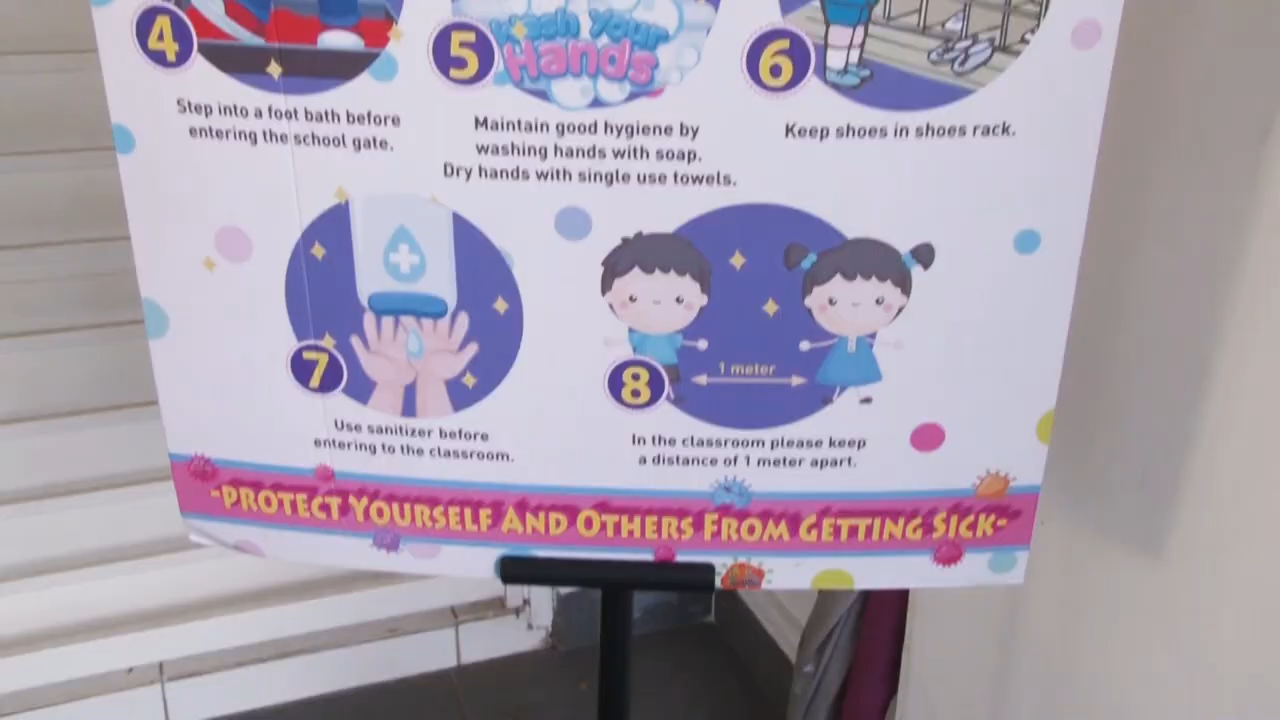 4
Step into a foot bath before
entering the school gate.
5
Wash Your
Hands
Maintain good hygiene by
washing hands with soap.
Dry hands with single use towels.
6
Keep shoes in shoes rack.
7
Use sanitizer before
entering to the classroom.
8
1 meter
In the classroom please keep
a distance of 1 meter apart.
-PROTECT YOURSELF AND OTHERS FROM GETTING SICK-